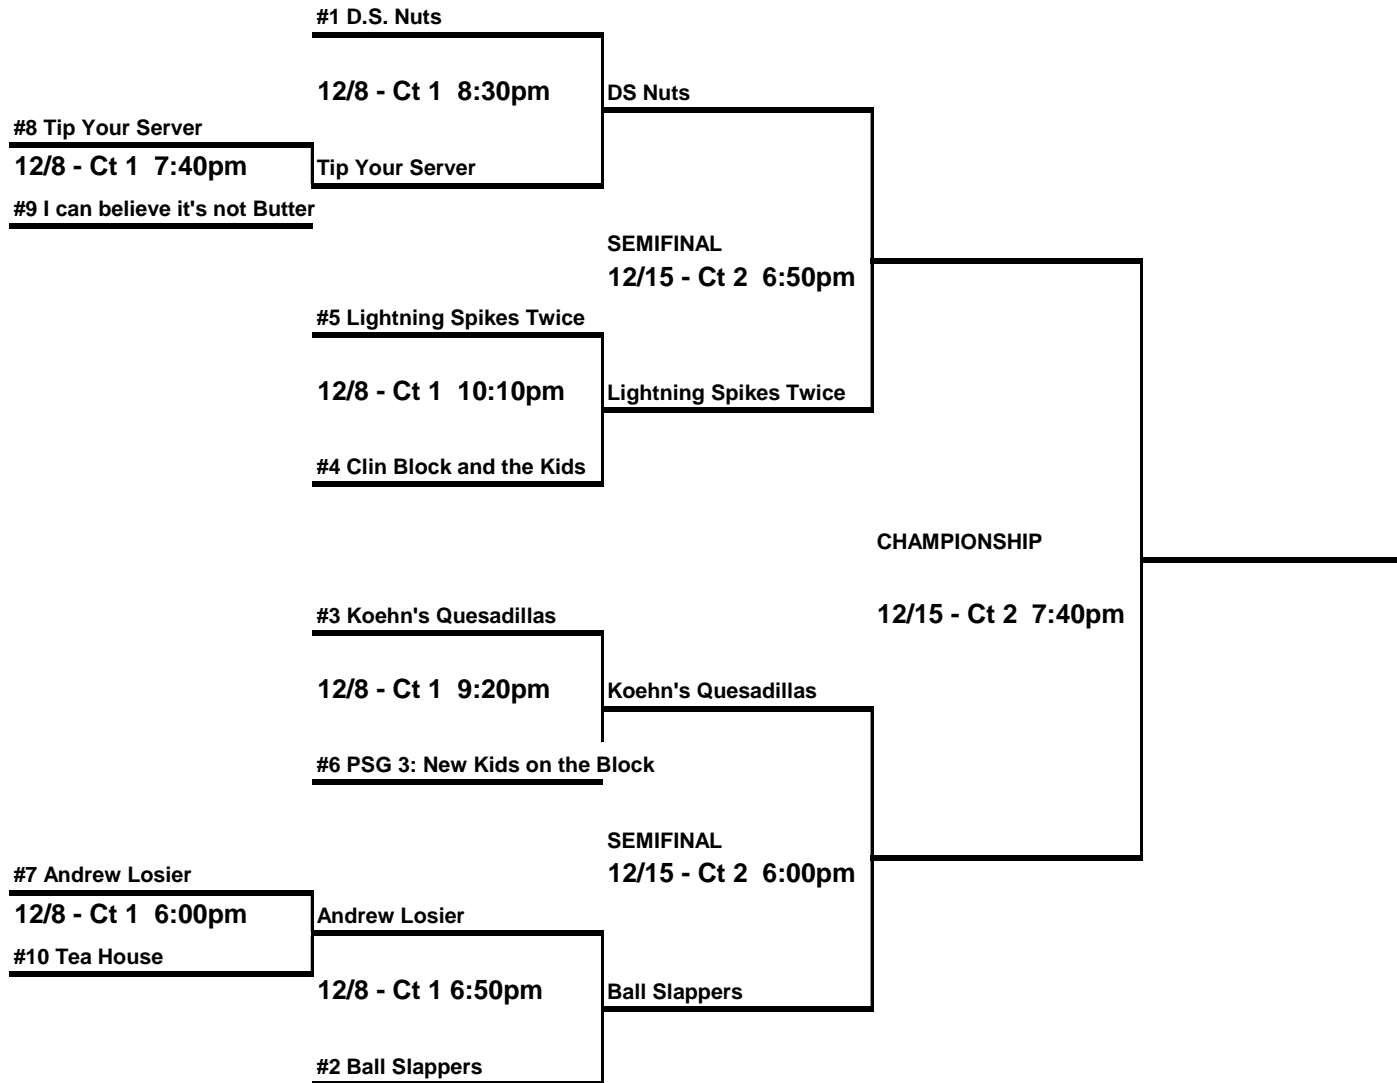 #1 D.S. Nuts
12/8 - Ct 1  8:30pm
DS Nuts
#8 Tip Your Server
12/8 - Ct 1  7:40pm
Tip Your Server
#9 I can believe it's not Butter
SEMIFINAL
12/15 - Ct 2  6:50pm
#5 Lightning Spikes Twice
12/8 - Ct 1  10:10pm
Lightning Spikes Twice
#4 Clin Block and the Kids
CHAMPIONSHIP
12/15 - Ct 2  7:40pm
#3 Koehn's Quesadillas
12/8 - Ct 1  9:20pm
Koehn's Quesadillas
#6 PSG 3: New Kids on the Block
SEMIFINAL
12/15 - Ct 2  6:00pm
#7 Andrew Losier
12/8 - Ct 1  6:00pm
Andrew Losier
#10 Tea House
12/8 - Ct 1 6:50pm
Ball Slappers
#2 Ball Slappers